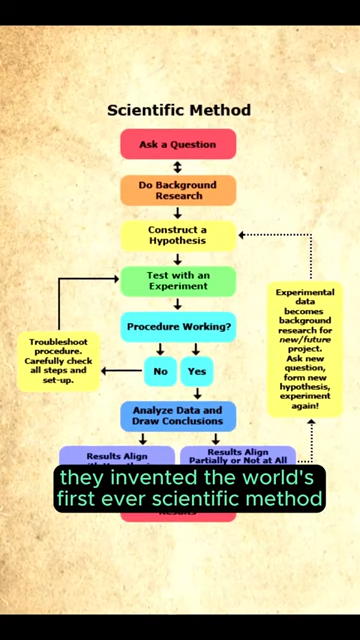 Scientific Method
Ask a Question
Do Background
Research
Construct a
Hypothesis
Test with an
Experiment
Procedure Working?
No
Yes
Troubleshoot
procedure.
Carefully check
all steps and
set-up.
Experimental
data
becomes
background
research for
new/future
project.
Ask new
question,
form new
hypothesis,
experiment
again!
Analyze Data and
Draw Conclusions
Results Align
Results Align
Partially or Not at All
they invented the world's
first ever scientific method